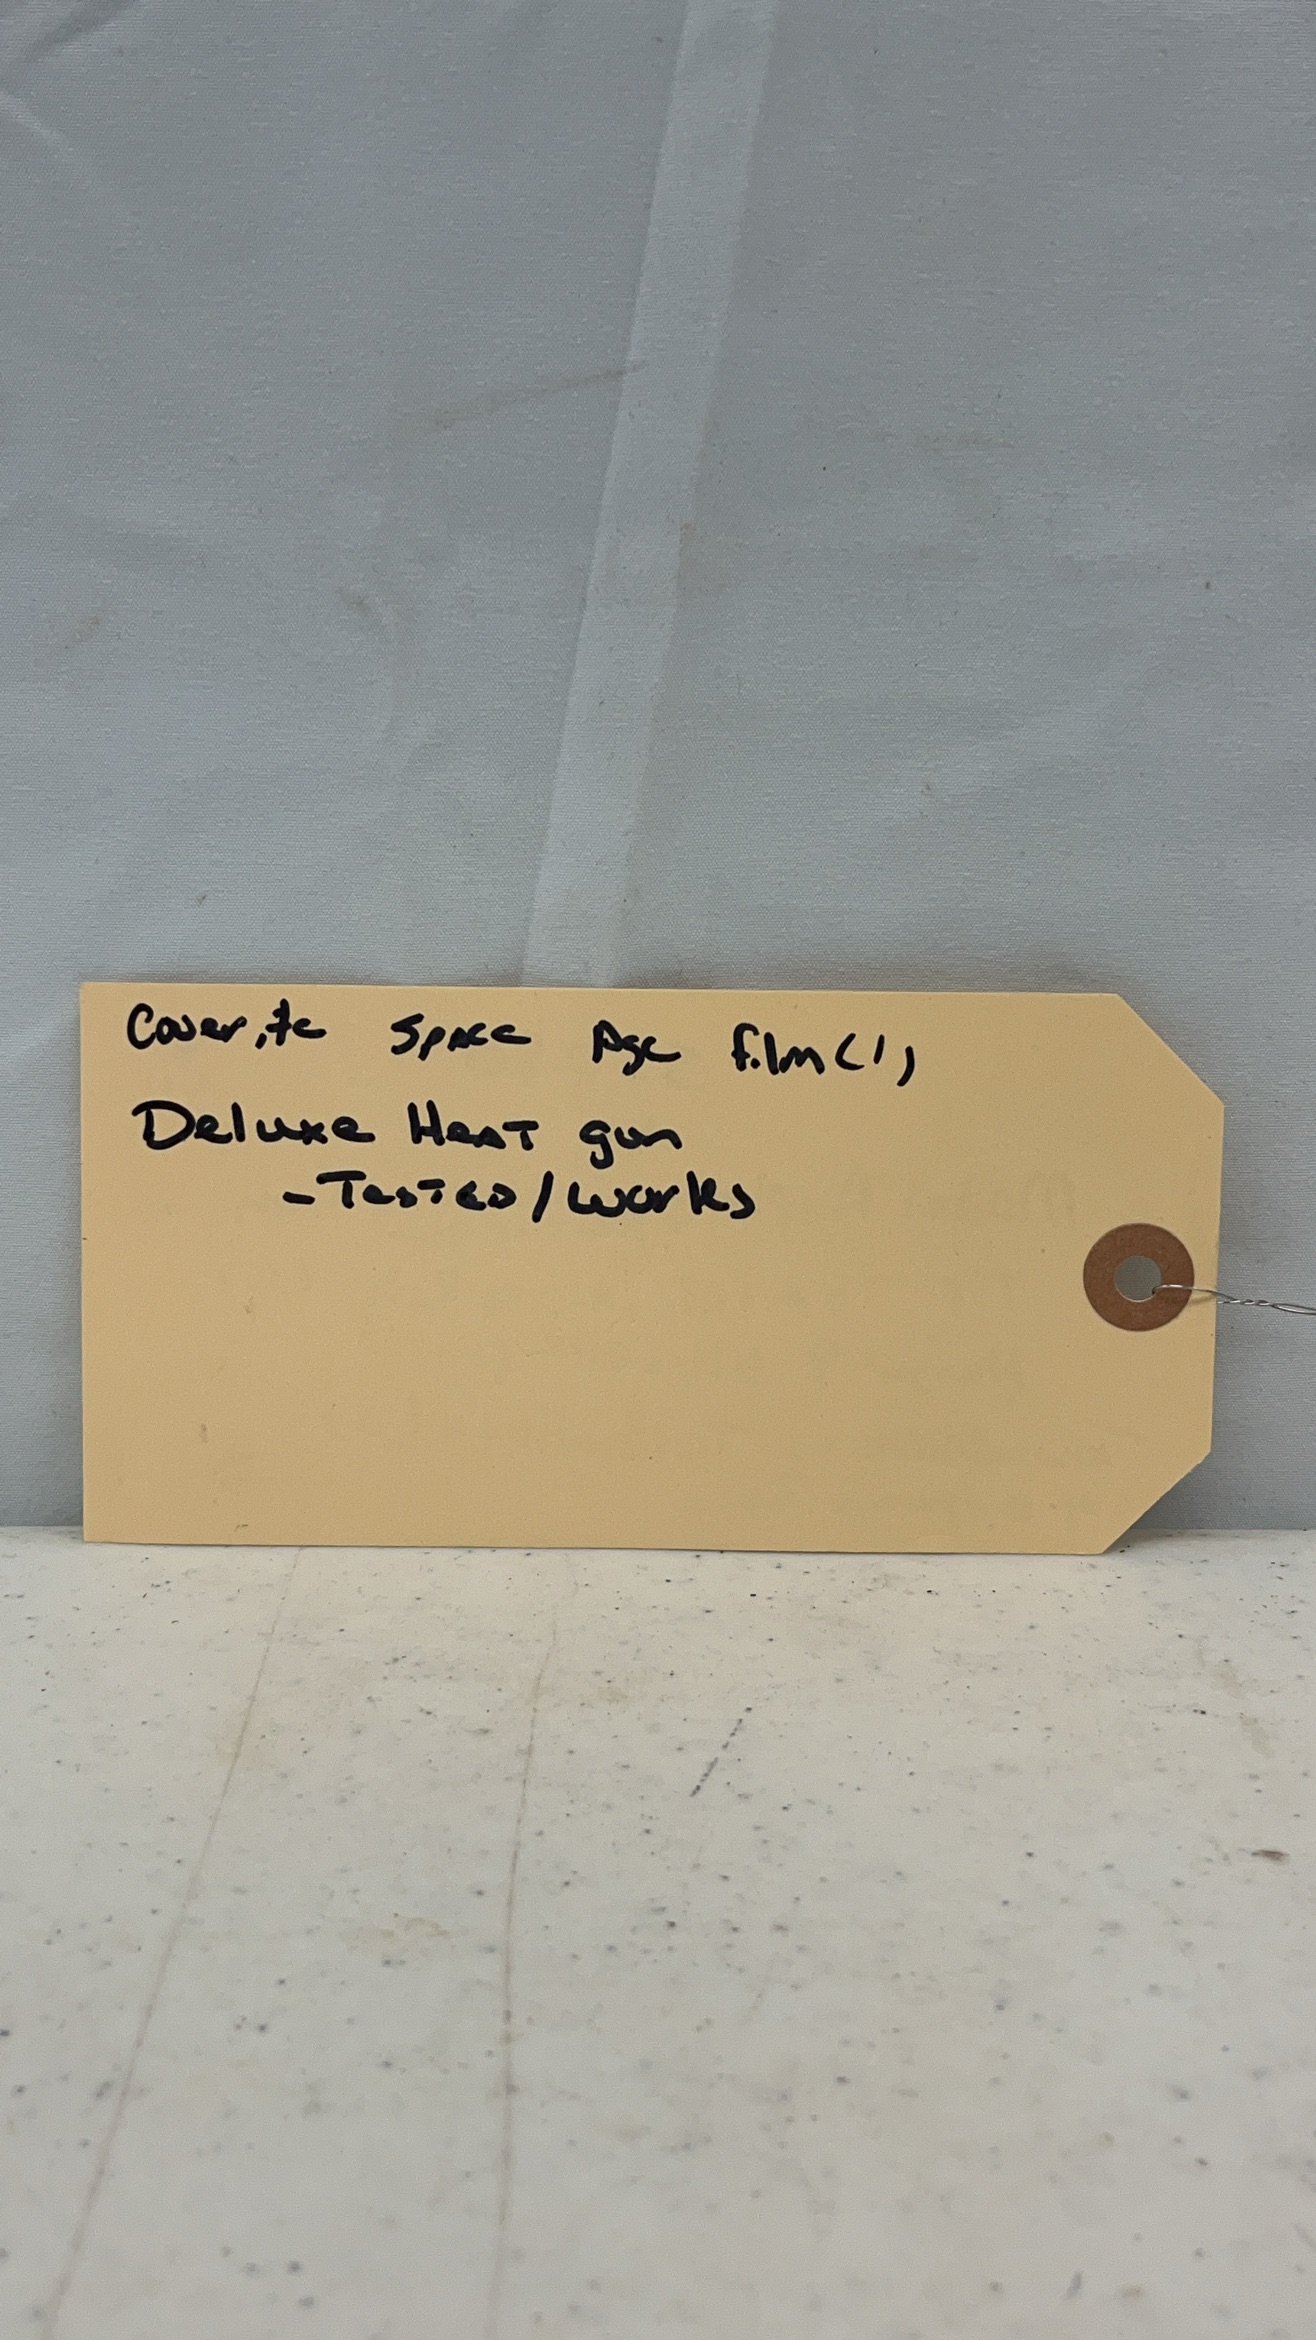 Coverite Space Age film (1)
Deluxe Heat gun
- Tested/works